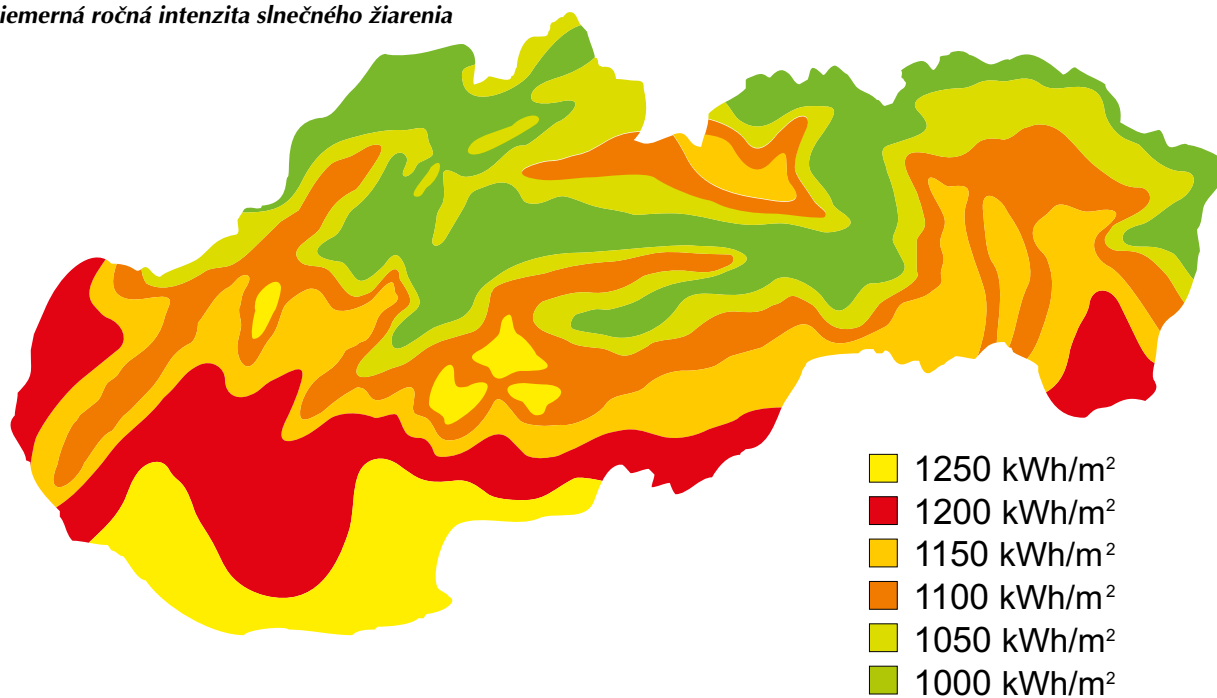 iemerná ročná intenzita slnečného žiarenia
1250 kWh/m²
1200 kWh/m²
1150 kWh/m²
1100 kWh/m²
1050 kWh/m²
1000 kWh/m²